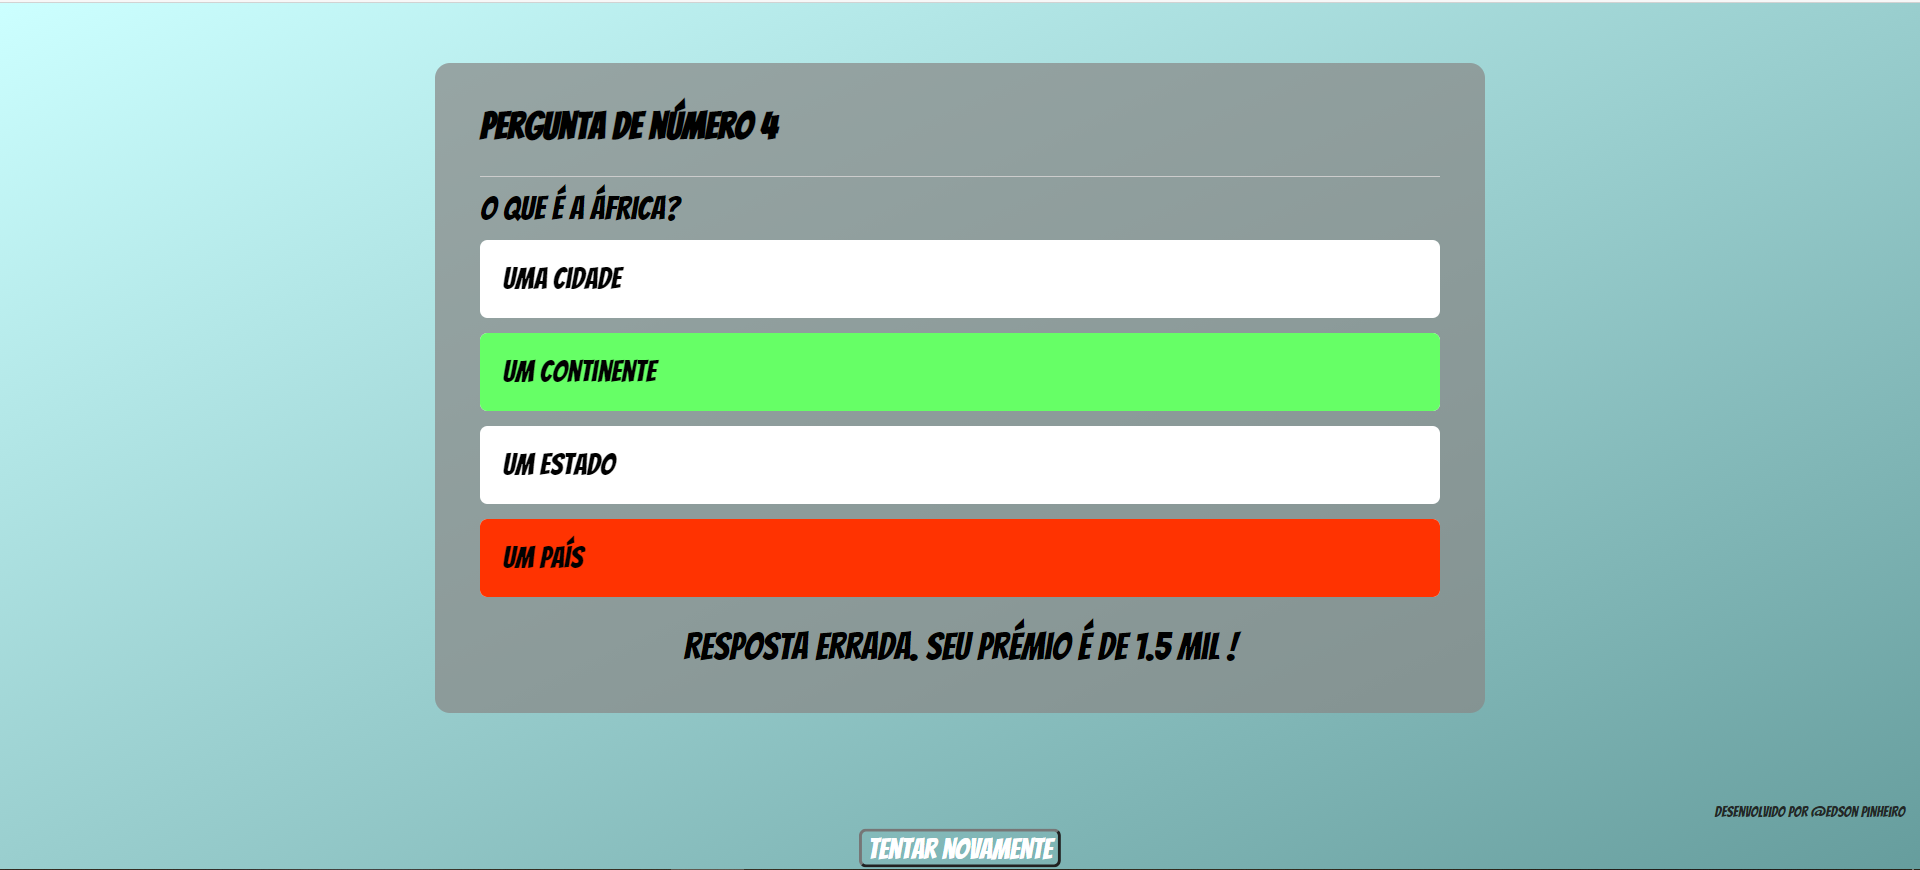 PERGUNTA DE NÚMERO 4
O QUE É A ÁFRICA?
UMA CIDADE
UM CONTINENTE
UM ESTADO
UM PAÍS
RESPOSTA ERRADA. SEU PRÉMIO É DE 1.5 MIL !
DESENVOLVIDO POR @EDSON PINHEIRO
TENTAR NOVAMENTE